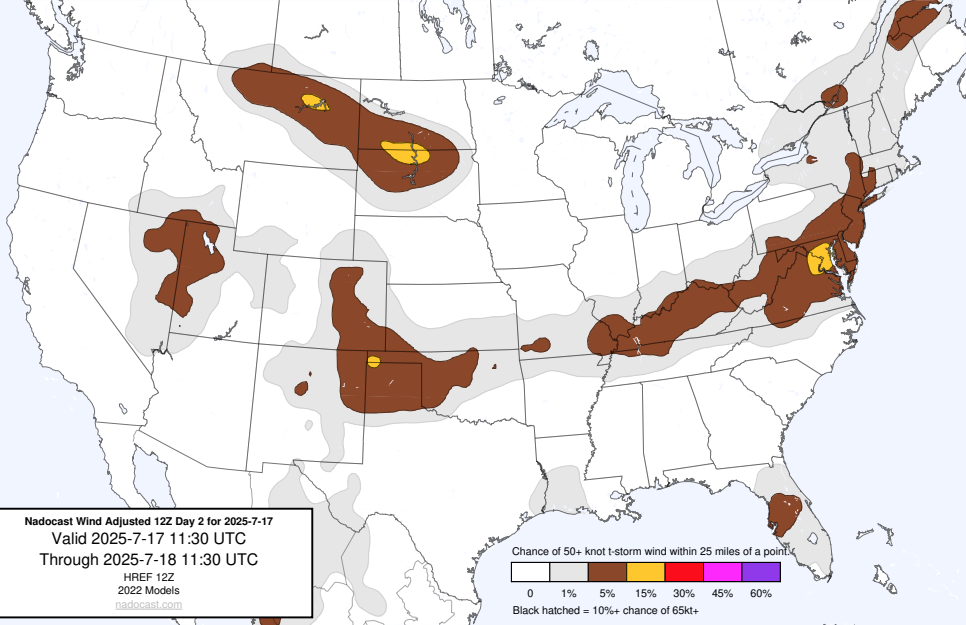 Nadocast Wind Adjusted 12Z Day 2 for 2025-7-17
Valid 2025-7-17 11:30 UTC
Through 2025-7-18 11:30 UTC
HREF 12Z
2022 Models
nadocast.com
Chance of 50+ knot t-storm wind within 25 miles of a point.
0 1% 5% 15% 30% 45% 60%
Black hatched = 10%+ chance of 65kt+